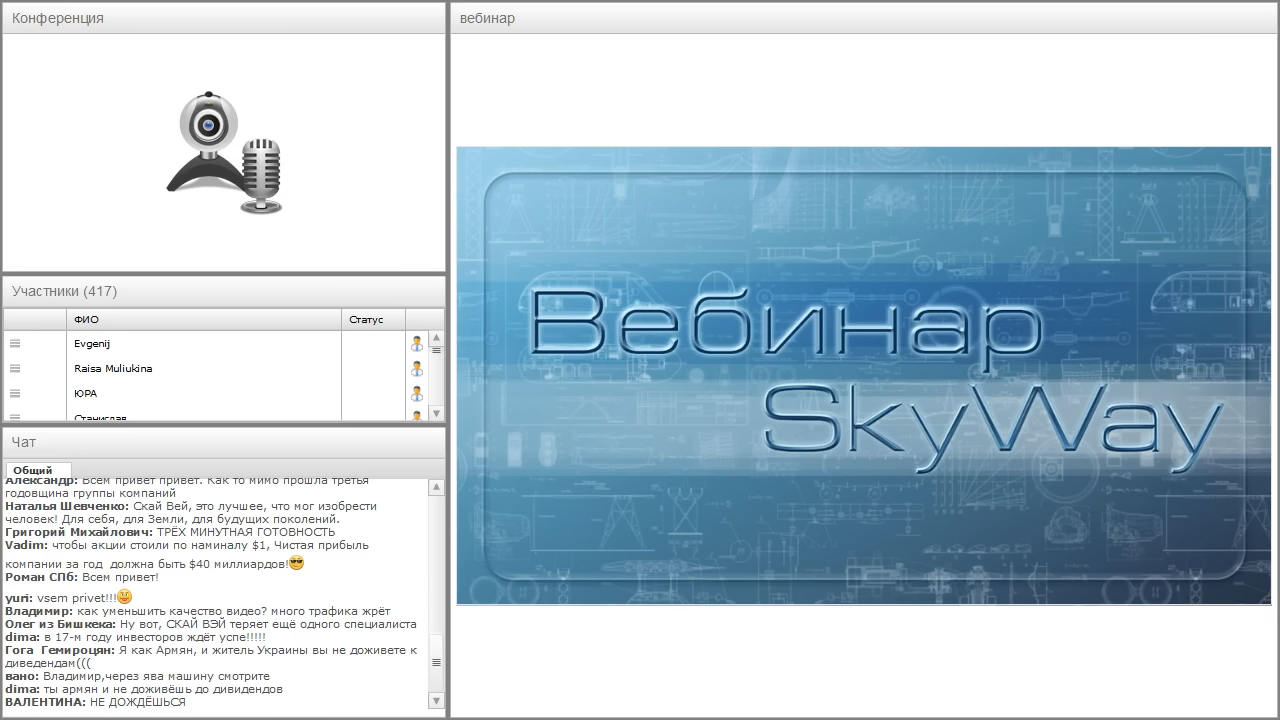 Конференция
вебинар
Вебинар
SkyWay
Участники (417)
ФИО Статус
Evgenij
Raisa Muliukina
ЮРА
Станислав
Чат
Общий
Александр: Всем привет привет. Как то мимо прошла третья
годовщина группы компаний
Наталья Шевченко: Скай Вей, это лучшее, что мог изобрести
человек! Для себя, для Земли, для будущих поколений.
Григорий Михайлович: ТРЁХ МИНУТНАЯ ГОТОВНОСТЬ
Vadim: чтобы акции стоили по наминалу $1, Чистая прибыль
компании за год должна быть $40 миллиардов!
Роман СПб: Всем привет!
yuri: vsem privet!!!
Владимир: как уменьшить качество видео? много трафика жрёт
Олег из Бишкека: Ну вот, СКАЙ ВЭЙ теряет ещё одного специалиста
dima: в 17-м году инвесторов ждёт успе!!!!!
Гога Гемироцян: Я как Армян, и житель Украины вы не доживете к
диведендам(((
вано: Владимир,через ява машину смотрите
dima: ты армян и не доживёшь до дивидендов
ВАЛЕНТИНА: НЕ ДОЖДЁШЬСЯ